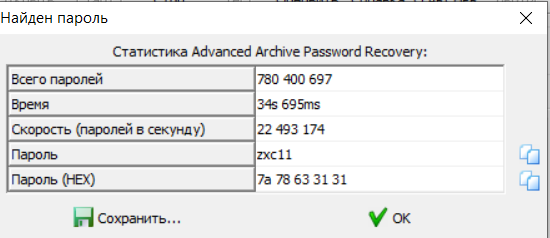 Найден пароль
Статистика Advanced Archive Password Recovery:
Всего паролей 780 400 697
Время 34s 695ms
Скорость (паролей в секунду) 22 493 174
Пароль zxc11
Пароль (HEX) 7a 78 63 31 31
Сохранить... OK